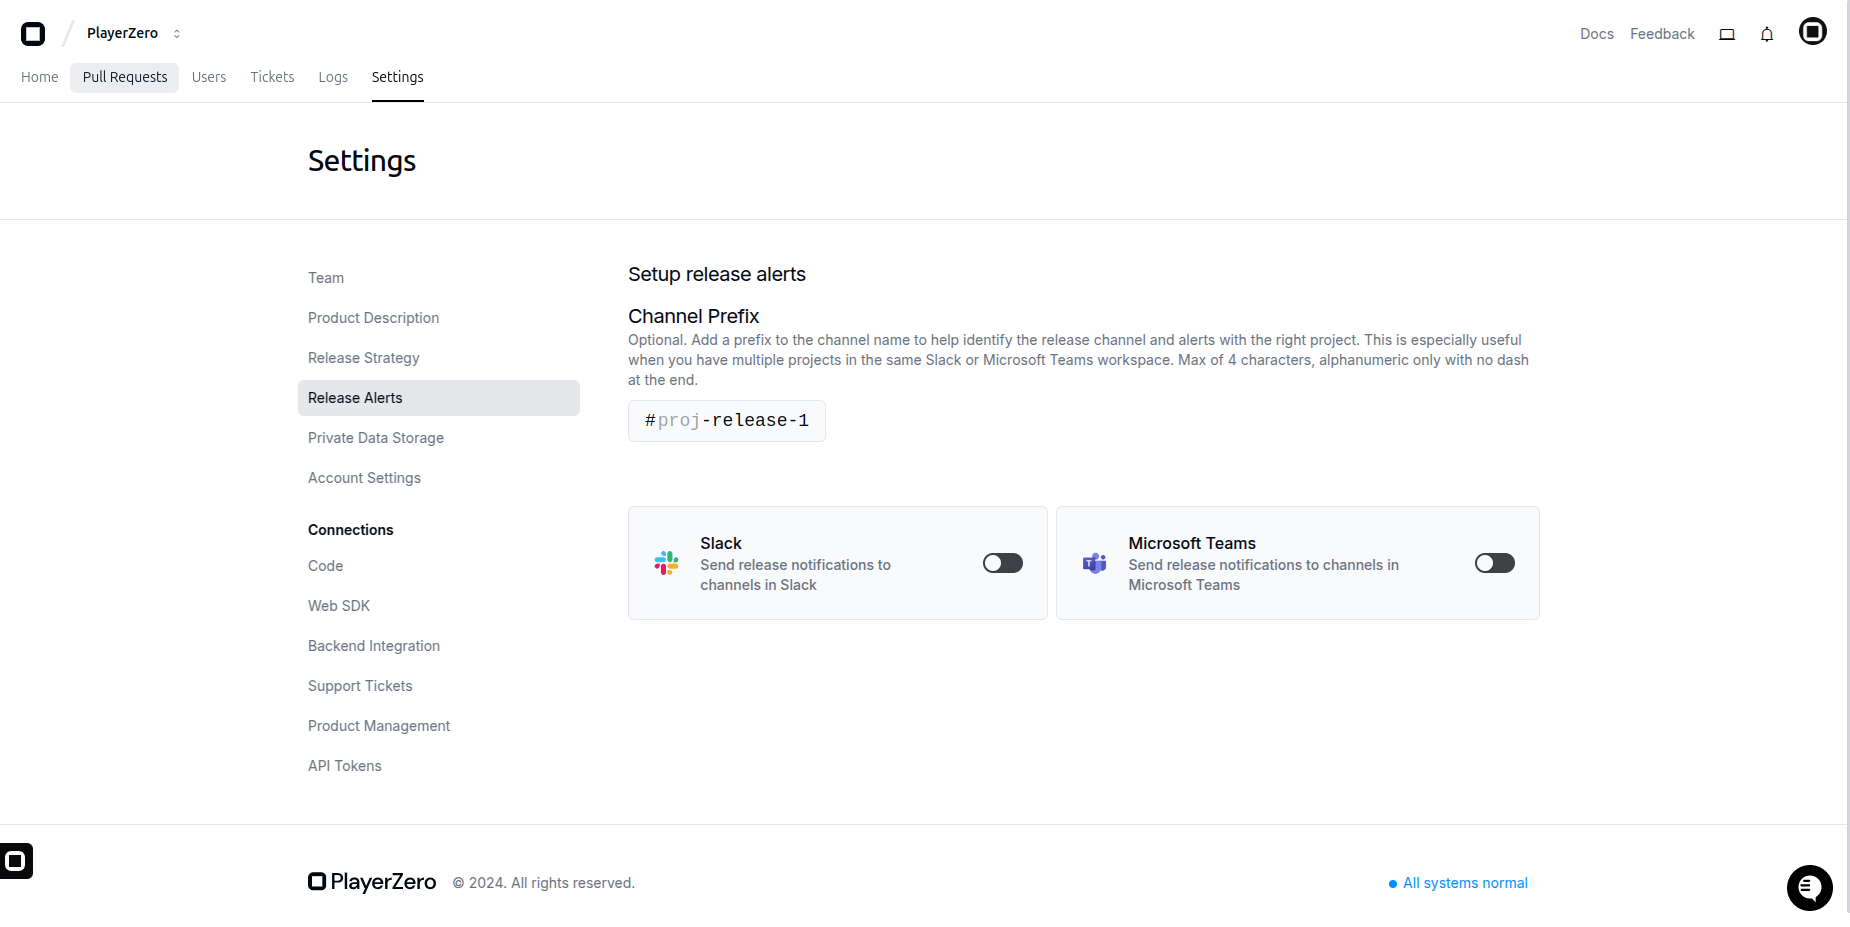 PlayerZero
Docs
Feedback
Home
Pull Requests
Users
Tickets
Logs
Settings
Settings
Team
Product Description
Release Strategy
Release Alerts
Private Data Storage
Account Settings
Connections
Code
Web SDK
Backend Integration
Support Tickets
Product Management
API Tokens
Setup release alerts
Channel Prefix
Optional. Add a prefix to the channel name to help identify the release channel and alerts with the right project. This is especially useful
when you have multiple projects in the same Slack or Microsoft Teams workspace. Max of 4 characters, alphanumeric only with no dash
at the end.
#proj-release-1
Slack
Send release notifications to
channels in Slack
Microsoft Teams
Send release notifications to channels in
Microsoft Teams
PlayerZero
© 2024. All rights reserved.
All systems normal